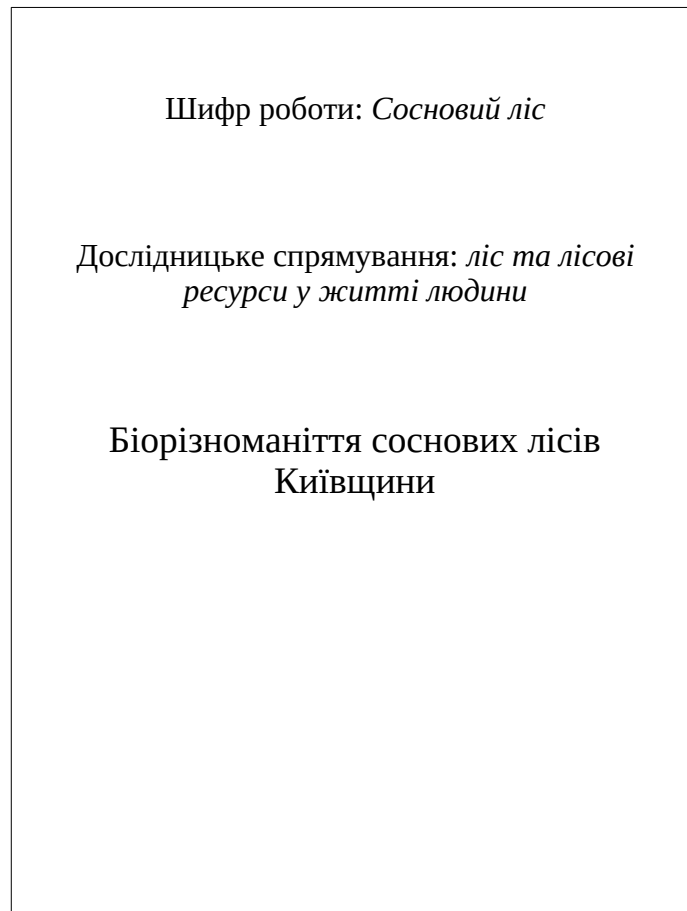 Шифр роботи: Сосновий ліс
Дослідницьке спрямування: ліс та лісові
ресурси у житті людини
Біорізноманіття соснових лісів
Київщини